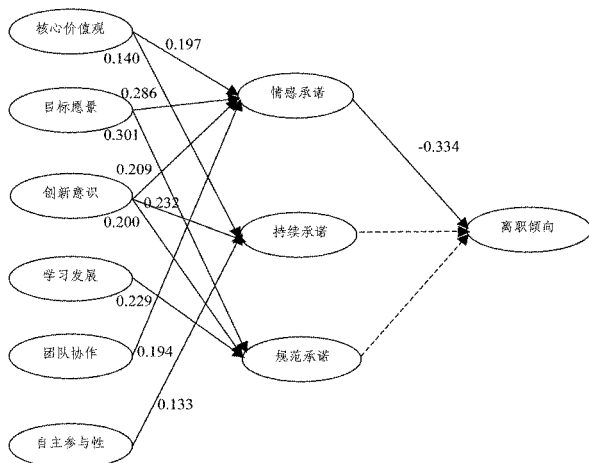 核心价值观
0.197
0.140
目标愿景
0.286
情感承诺
0.301
-0.334
0.209
创新意识
0.232
0.200
持续承诺
离职倾向
学习发展
0.229
团队协作
0.194
规范承诺
0.133
自主参与性